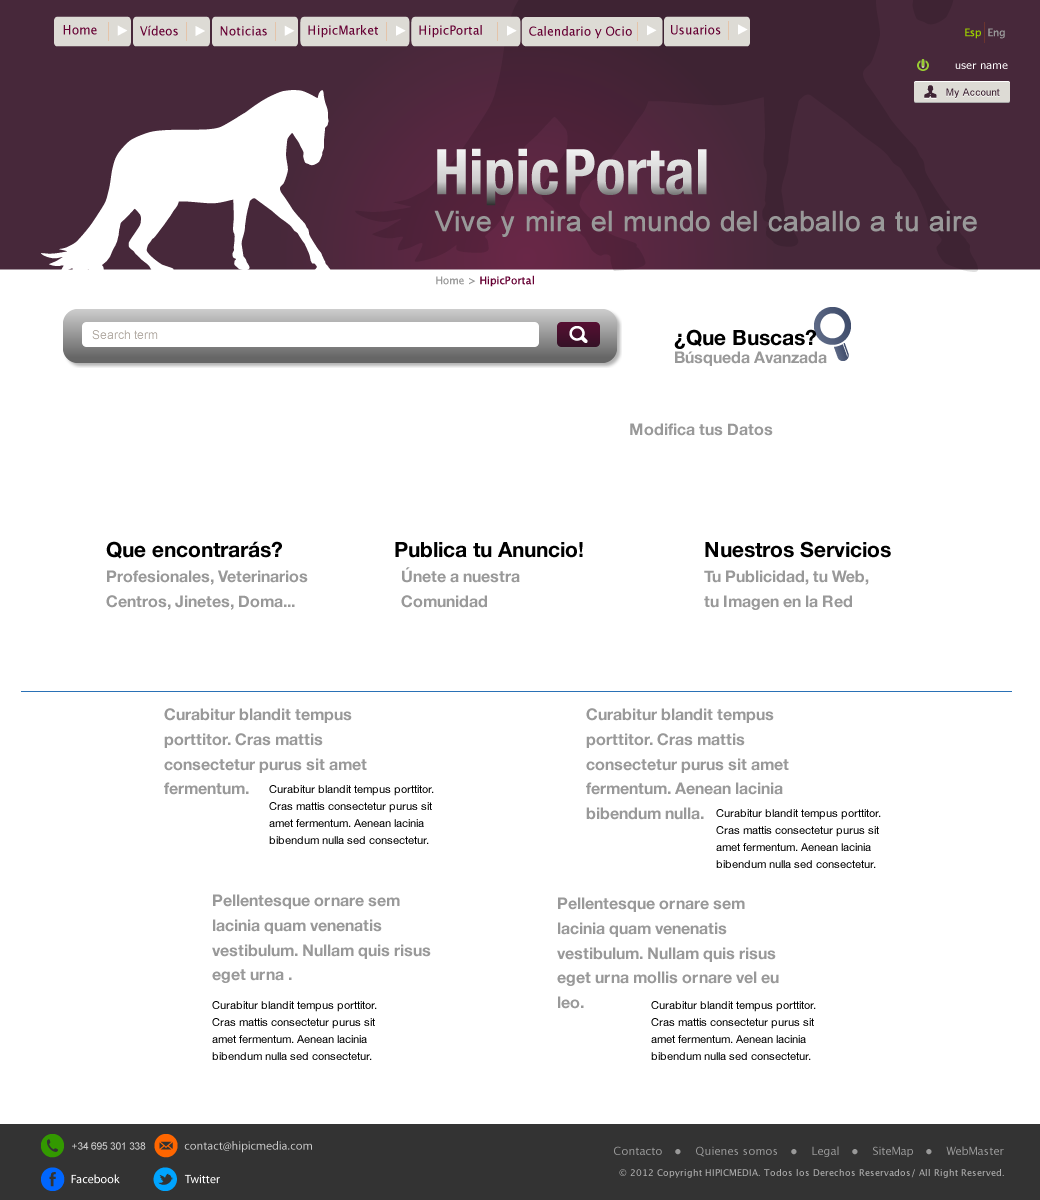 Home
Vídeos
Noticias
HipicMarket
HipicPortal
Calendario y Ocio
Usuarios
Esp Eng
user name
My Account
HipicPortal
Vive y mira el mundo del caballo a tu aire
Home > HipicPortal
Search term
¿Que Buscas?
Búsqueda Avanzada
Modifica tus Datos
Que encontrarás?
Profesionales, Veterinarios
Centros, Jinetes, Doma...
Publica tu Anuncio!
Únete a nuestra
Comunidad
Nuestros Servicios
Tu Publicidad, tu Web,
tu Imagen en la Red
Curabitur blandit tempus
porttitor. Cras mattis
consectetur purus sit amet
fermentum.
Curabitur blandit tempus porttitor.
Cras mattis consectetur purus sit
amet fermentum. Aenean lacinia
bibendum nulla sed consectetur.
Curabitur blandit tempus
porttitor. Cras mattis
consectetur purus sit amet
fermentum. Aenean lacinia
bibendum nulla.
Curabitur blandit tempus porttitor.
Cras mattis consectetur purus sit
amet fermentum. Aenean lacinia
bibendum nulla sed consectetur.
Pellentesque ornare sem
lacinia quam venenatis
vestibulum. Nullam quis risus
eget urna .
Curabitur blandit tempus porttitor.
Cras mattis consectetur purus sit
amet fermentum. Aenean lacinia
bibendum nulla sed consectetur.
Pellentesque ornare sem
lacinia quam venenatis
vestibulum. Nullam quis risus
eget urna mollis ornare vel eu
leo.
Curabitur blandit tempus porttitor.
Cras mattis consectetur purus sit
amet fermentum. Aenean lacinia
bibendum nulla sed consectetur.
+34 695 301 338
contact@hipicmedia.com
Facebook
Twitter
Contacto ● Quienes somos ● Legal ● SiteMap ● WebMaster
© 2012 Copyright HIPICMEDIA. Todos los Derechos Reservados/ All Right Reserved.